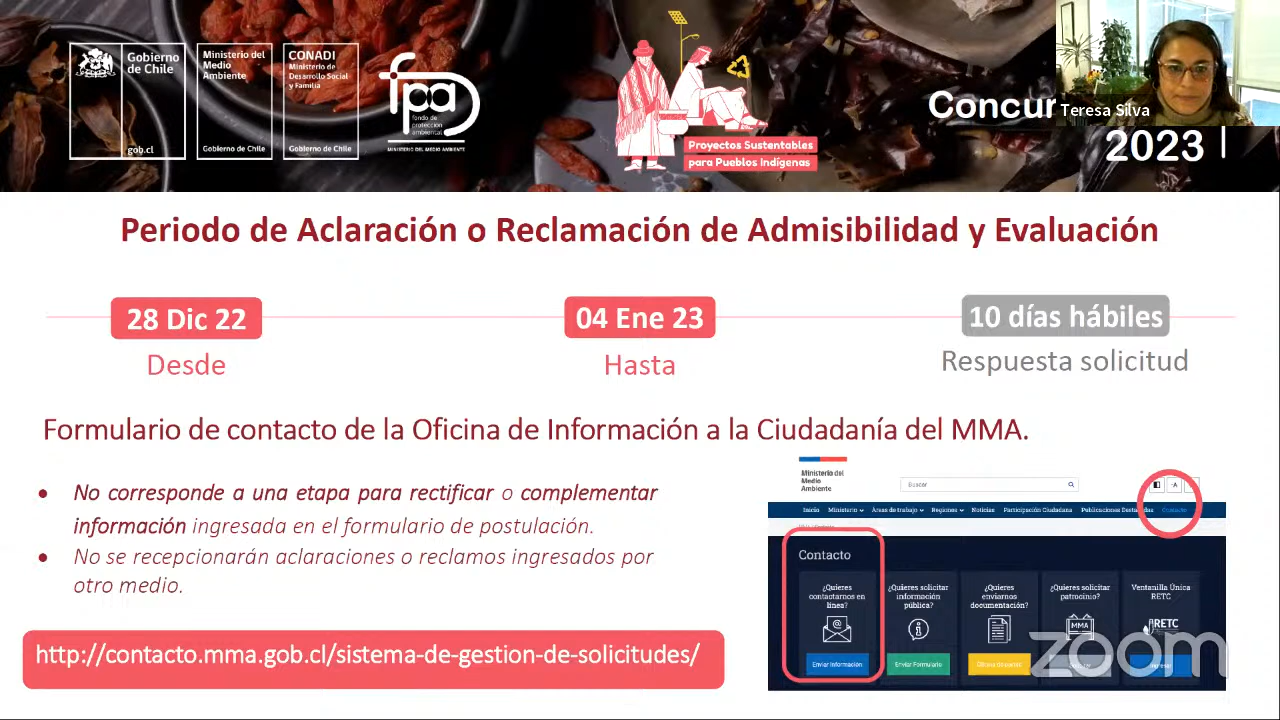 Gobierno
de Chile
gob.cl
Ministerio del
Medio
Ambiente
Gobierno de Chile
CONADI
Ministerio de
Desarrollo Social
y Familia
Gobierno de Chile
fpa
fondo de
protección
ambiental
MINISTERIO DEL MEDIO AMBIENTE
Proyectos Sustentables
para Pueblos Indígenas
Concur
2023
Teresa Silva
Periodo de Aclaración o Reclamación de Admisibilidad y Evaluación
28 Dic 22
Desde
04 Ene 23
Hasta
10 días hábiles
Respuesta solicitud
Formulario de contacto de la Oficina de Información a la Ciudadanía del MMA.
• No corresponde a una etapa para rectificar o complementar
información ingresada en el formulario de postulación.
• No se recepcionarán aclaraciones o reclamos ingresados por
otro medio.
http://contacto.mma.gob.cl/sistema-de-gestion-de-solicitudes/
Ministerio del
Medio
Ambiente
Buscar
-A
Inicio Ministerio Áreas de trabajo Regiones Noticias Participación Ciudadana Publicaciones Destacadas Contacto
Contacto
¿Quieres
contactarnos en
línea?
Enviar Información
¿Quieres solicitar
información
pública?
Enviar Formulario
¿Quieres
enviarnos
documentación?
¿Quieres solicitar
patrocinio?
MMA
Ventanilla Única
RETC
RETC
zoom